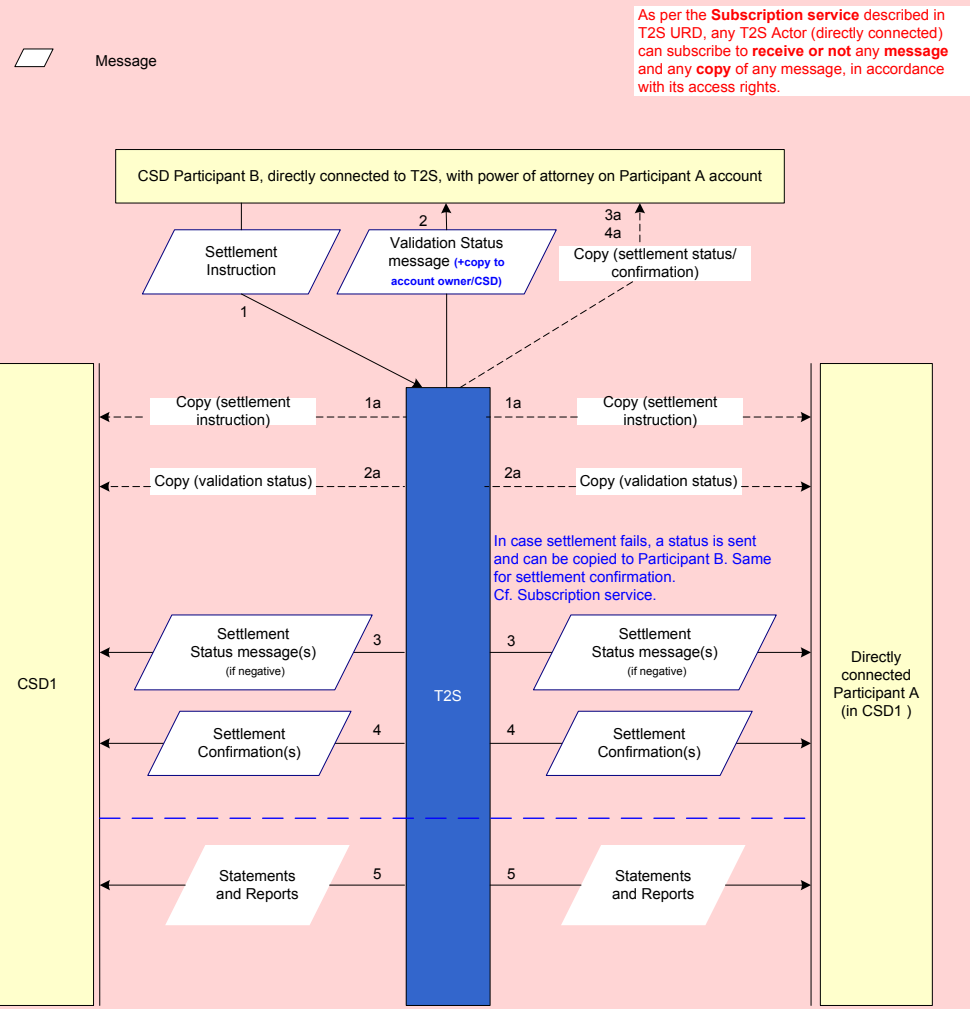 As per the Subscription service described in
T2S URD, any T2S Actor (directly connected)
can subscribe to receive or not any message
and any copy of any message, in accordance
with its access rights.
Message
CSD Participant B, directly connected to T2S, with power of attorney on Participant A account
Settlement
Instruction
1
2
Validation Status
message (+copy to
account owner/CSD)
3a
4a
Copy (settlement status/
confirmation)
Copy (settlement
instruction)
1a
1a
Copy (settlement
instruction)
Copy (validation status)
2a
2a
Copy (validation status)
In case settlement fails, a status is sent
and can be copied to Participant B. Same
for settlement confirmation.
Cf. Subscription service.
Settlement
Status message(s)
(if negative)
3
3
Settlement
Status message(s)
(if negative)
CSD1
T2S
Directly
connected
Participant A
(in CSD1 )
Settlement
Confirmation(s)
4
4
Settlement
Confirmation(s)
Statements
and Reports
5
5
Statements
and Reports